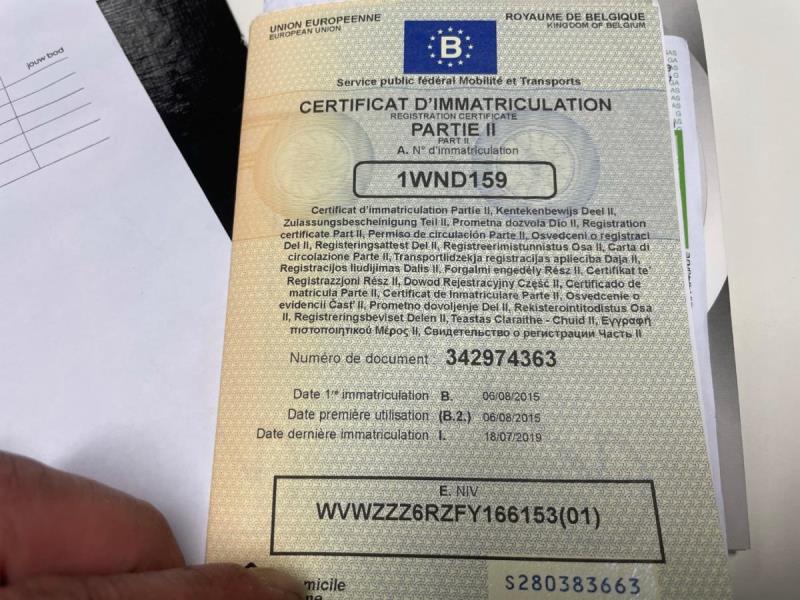 jouw bod
UNION EUROPEENNE
EUROPEAN UNION
B
ROYAUME DE BELGIQUE
KINGDOM OF BELGIUM
Service public fédéral Mobilité et Transports
CERTIFICAT D'IMMATRICULATION
REGISTRATION CERTIFICATE
PARTIE II
PART II
A. N° d'immatriculation
1WND159
Certificat d'immatriculation Partie II, Kentekenbewijs Deel II,
Zulassungsbescheinigung Teil II, Prometna dozvola Dio II, Registration
certificate Part II, Permiso de circulación Parte II, Osvedceni o registraci
Del II, Registeringsattest Del II, Registreerimistunnistus Osa II, Carta di
circolazione Parte II, Transportlidzekja registracijas apliecība Daja II,
Registracijos liudijimas Dalis II, Forgalmi engedély Rész II, Certifikat te'
Registrazzjoni Rész II, Dowod Rejestracyjny Część II, Certificado de
matricula Parte II, Certificat de Inmatriculare Parte II, Osvedcenie o
evidencii Časť II, Prometno dovoljenje Del II, Rekisterointitodistus Osa
II, Registreringsbeviset Delen II, Teastas Claraithe - Chuid II, Εγγραφή
πιστοποιητικού Μέρος II, Свидетельство о регистрации Часть II
Numéro de document : 342974363
Date 1re immatriculation B. 06/08/2015
Date première utilisation (B.2.) 06/08/2015
Date dernière immatriculation I. 18/07/2019
E. NIV
WVWZZZ6RZFY166153(01)
micile
S280383663